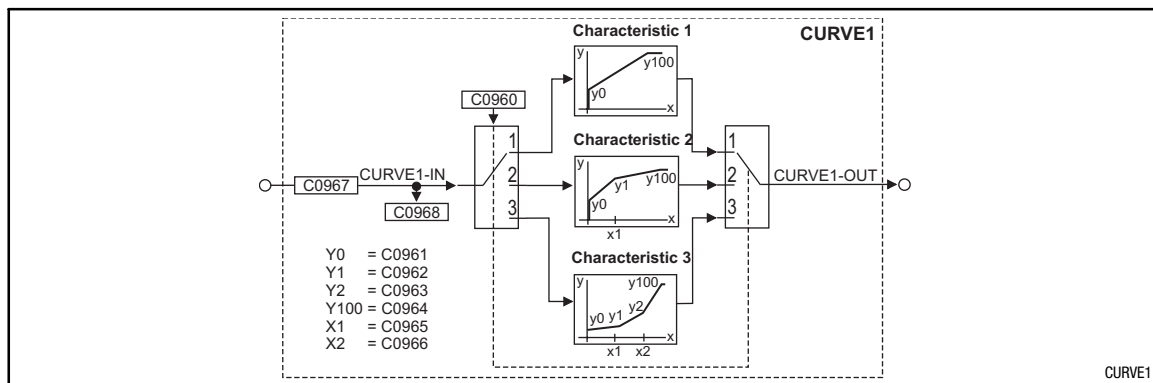 Characteristic 1
CURVE1
y
y100
y0
x
C0960
Characteristic 2
1
2
3
y
y1
y100
y0
x
x1
1
2
3
C0967
CURVE1-IN
C0968
CURVE1-OUT
Characteristic 3
y
y100
y2
y0
y1
x
x1
x2
Y0 = C0961
Y1 = C0962
Y2 = C0963
Y100 = C0964
X1 = C0965
X2 = C0966
CURVE1